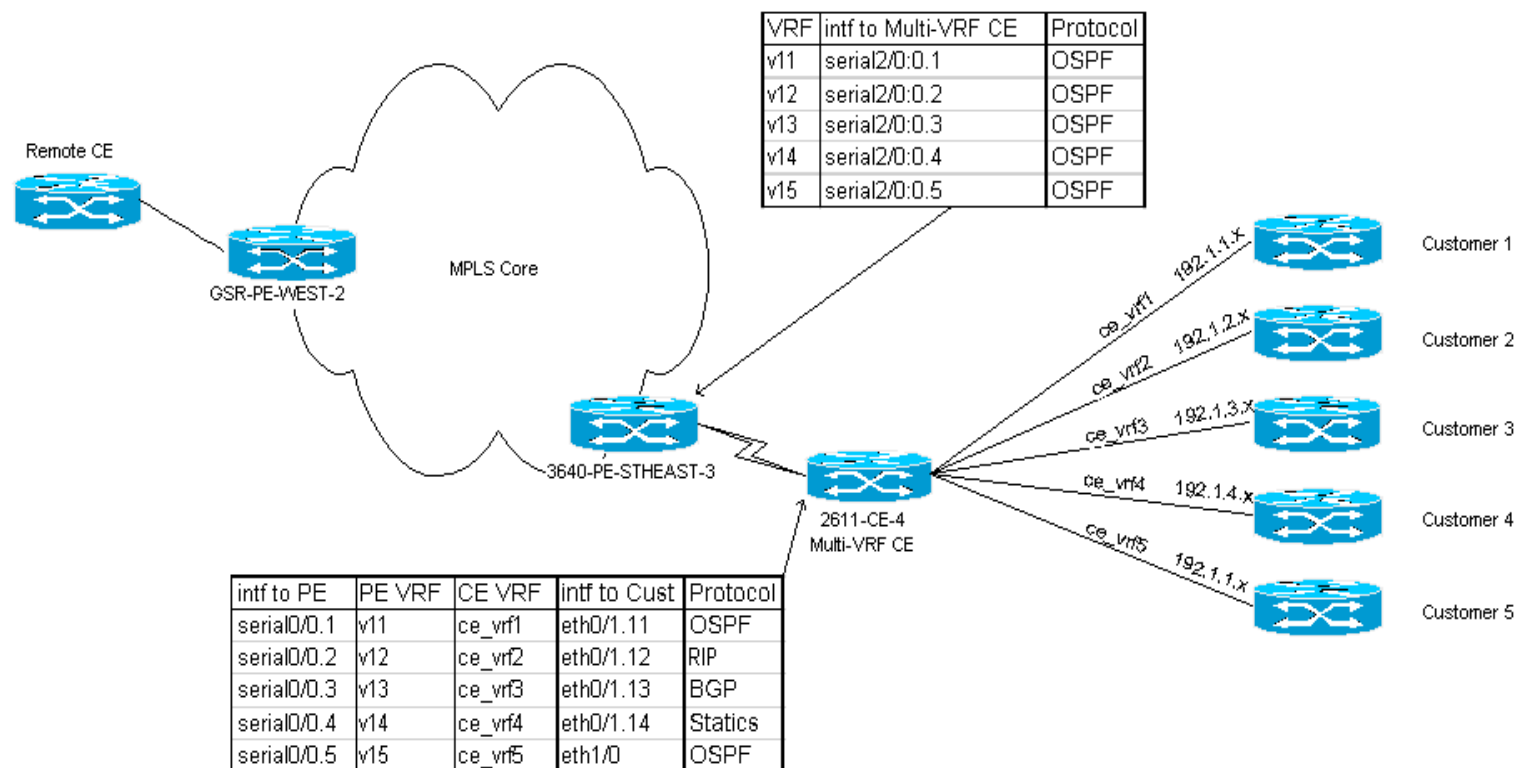 VRF intf to Multi-VRF CE Protocol
v11 serial2/0:0.1 OSPF
v12 serial2/0:0.2 OSPF
v13 serial2/0:0.3 OSPF
v14 serial2/0:0.4 OSPF
v15 serial2/0:0.5 OSPF
Remote CE
GSR-PE-WEST-2
MPLS Core
3640-PE-STHEAST-3
2611-CE-4
Multi-VRF CE
ce_vrf1 192.1.1.x
Customer 1
ce_vrf2 192.1.2.x
Customer 2
ce_vrf3 192.1.3.x
Customer 3
ce_vrf4 192.1.4.x
Customer 4
ce_vrf5 192.1.1.x
Customer 5
intf to PE PE VRF CE VRF intf to Cust Protocol
serial0/0.1 v11 ce_vrf1 eth0/1.11 OSPF
serial0/0.2 v12 ce_vrf2 eth0/1.12 RIP
serial0/0.3 v13 ce_vrf3 eth0/1.13 BGP
serial0/0.4 v14 ce_vrf4 eth0/1.14 Statics
serial0/0.5 v15 ce_vrf5 eth1/0 OSPF